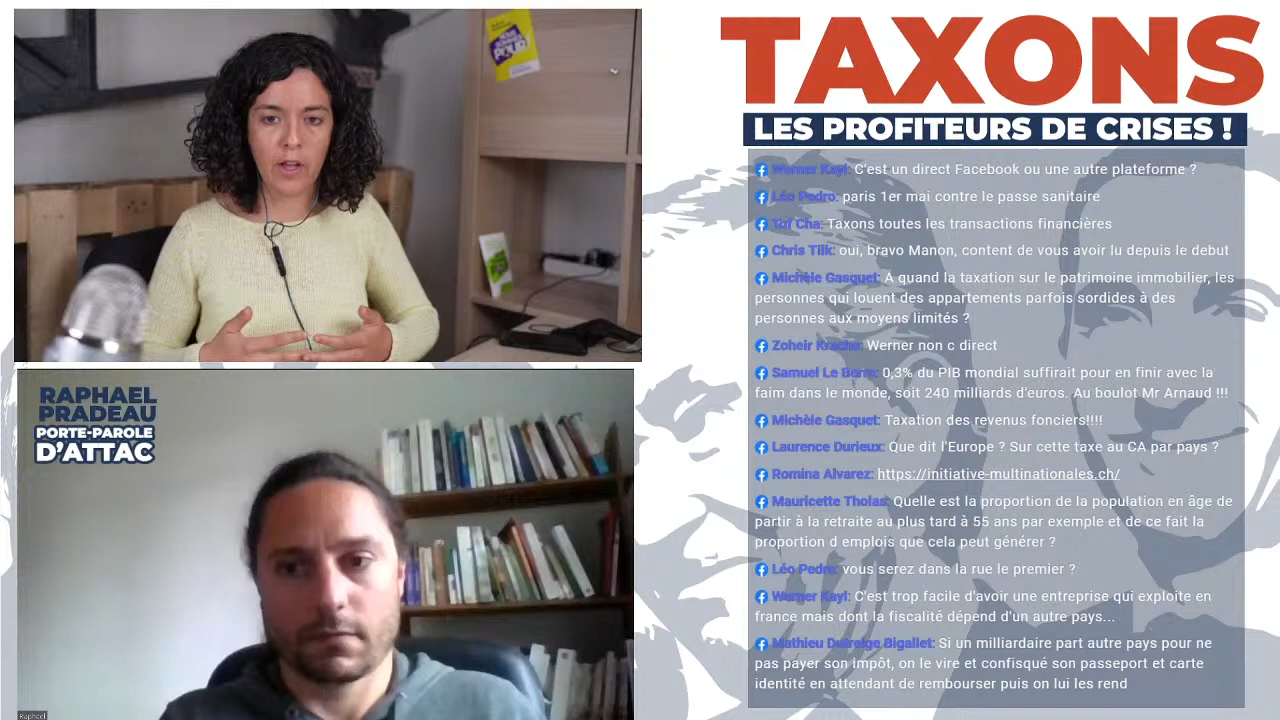 NOUS
SOMMES
POUR
TAXONS
LES PROFITEURS DE CRISES !
Werner Kayl: C'est un direct Facebook ou une autre plateforme ?
Léo Pedro: paris 1er mai contre le passe sanitaire
Tof Cha: Taxons toutes les transactions financières
Chris Tilk: oui, bravo Manon, content de vous avoir lu depuis le debut
Michèle Gasquet: A quand la taxation sur le patrimoine immobilier, les
personnes qui louent des appartements parfois sordides à des
personnes aux moyens limités ?
Zoheir Krache: Werner non c direct
Samuel Le Berre: 0,3% du PIB mondial suffirait pour en finir avec la
faim dans le monde, soit 240 milliards d'euros. Au boulot Mr Arnaud !!!
Michèle Gasquet: Taxation des revenus fonciers!!!!
Laurence Durieux: Que dit l'Europe ? Sur cette taxe au CA par pays ?
Romina Alvarez: https://initiative-multinationales.ch/
Mauricette Tholas: Quelle est la proportion de la population en âge de
partir à la retraite au plus tard à 55 ans par exemple et de ce fait la
proportion d emplois que cela peut générer ?
Léo Pedro: vous serez dans la rue le premier ?
Werner Kayl: C'est trop facile d'avoir une entreprise qui exploite en
france mais dont la fiscalité dépend d'un autre pays...
Mathieu Bigallet: Si un milliardaire part autre pays pour ne
pas payer son impôt, on le vire et confisqué son passeport et carte
identité en attendant de rembourser puis on lui les rend
RAPHAEL
PRADEAU
PORTE-PAROLE
D'ATTAC
Raphael